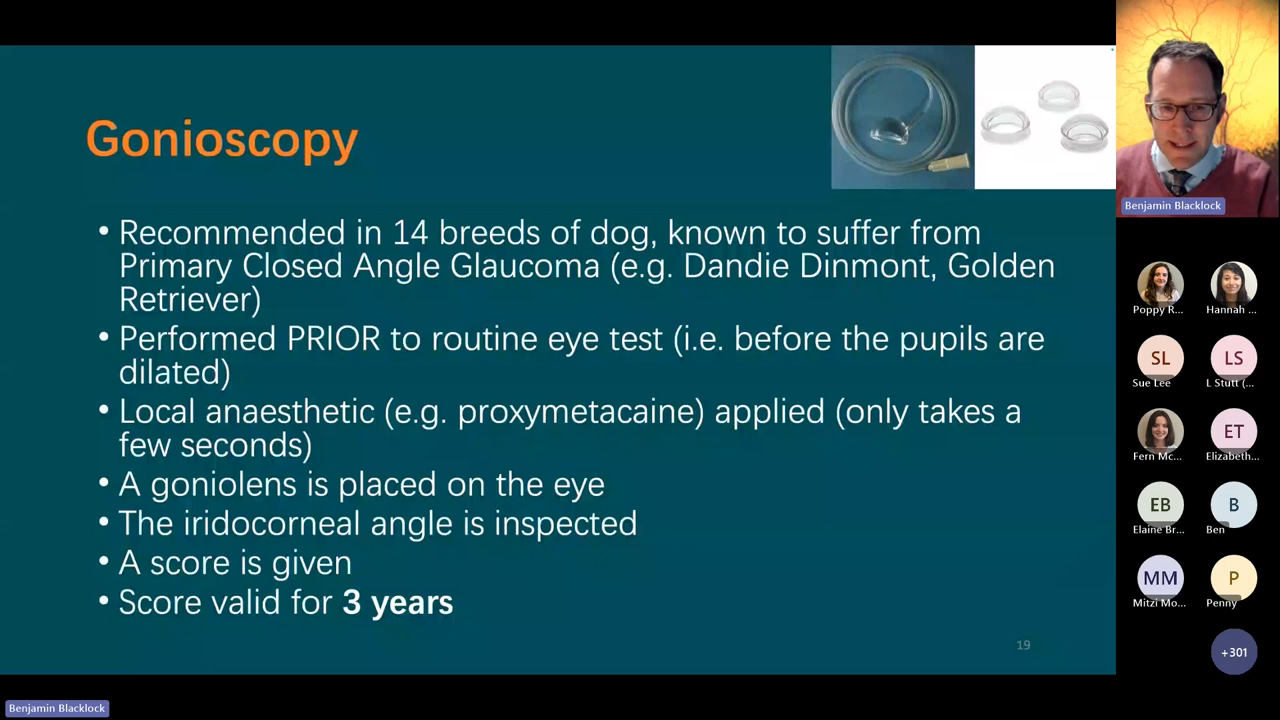 Gonioscopy
• Recommended in 14 breeds of dog, known to suffer from
Primary Closed Angle Glaucoma (e.g. Dandie Dinmont, Golden
Retriever)
• Performed PRIOR to routine eye test (i.e. before the pupils are
dilated)
• Local anaesthetic (e.g. proxymetacaine) applied (only takes a
few seconds)
• A goniolens is placed on the eye
• The iridocorneal angle is inspected
• A score is given
• Score valid for 3 years
19
Benjamin Blacklock
Poppy R...
Hannah ...
SL
Sue Lee
LS
L Stutt (...
Fern Mc...
ET
Elizabeth...
EB
Elaine Br...
B
Ben
MM
Mitzi Mo...
P
Penny
+301
Benjamin Blacklock